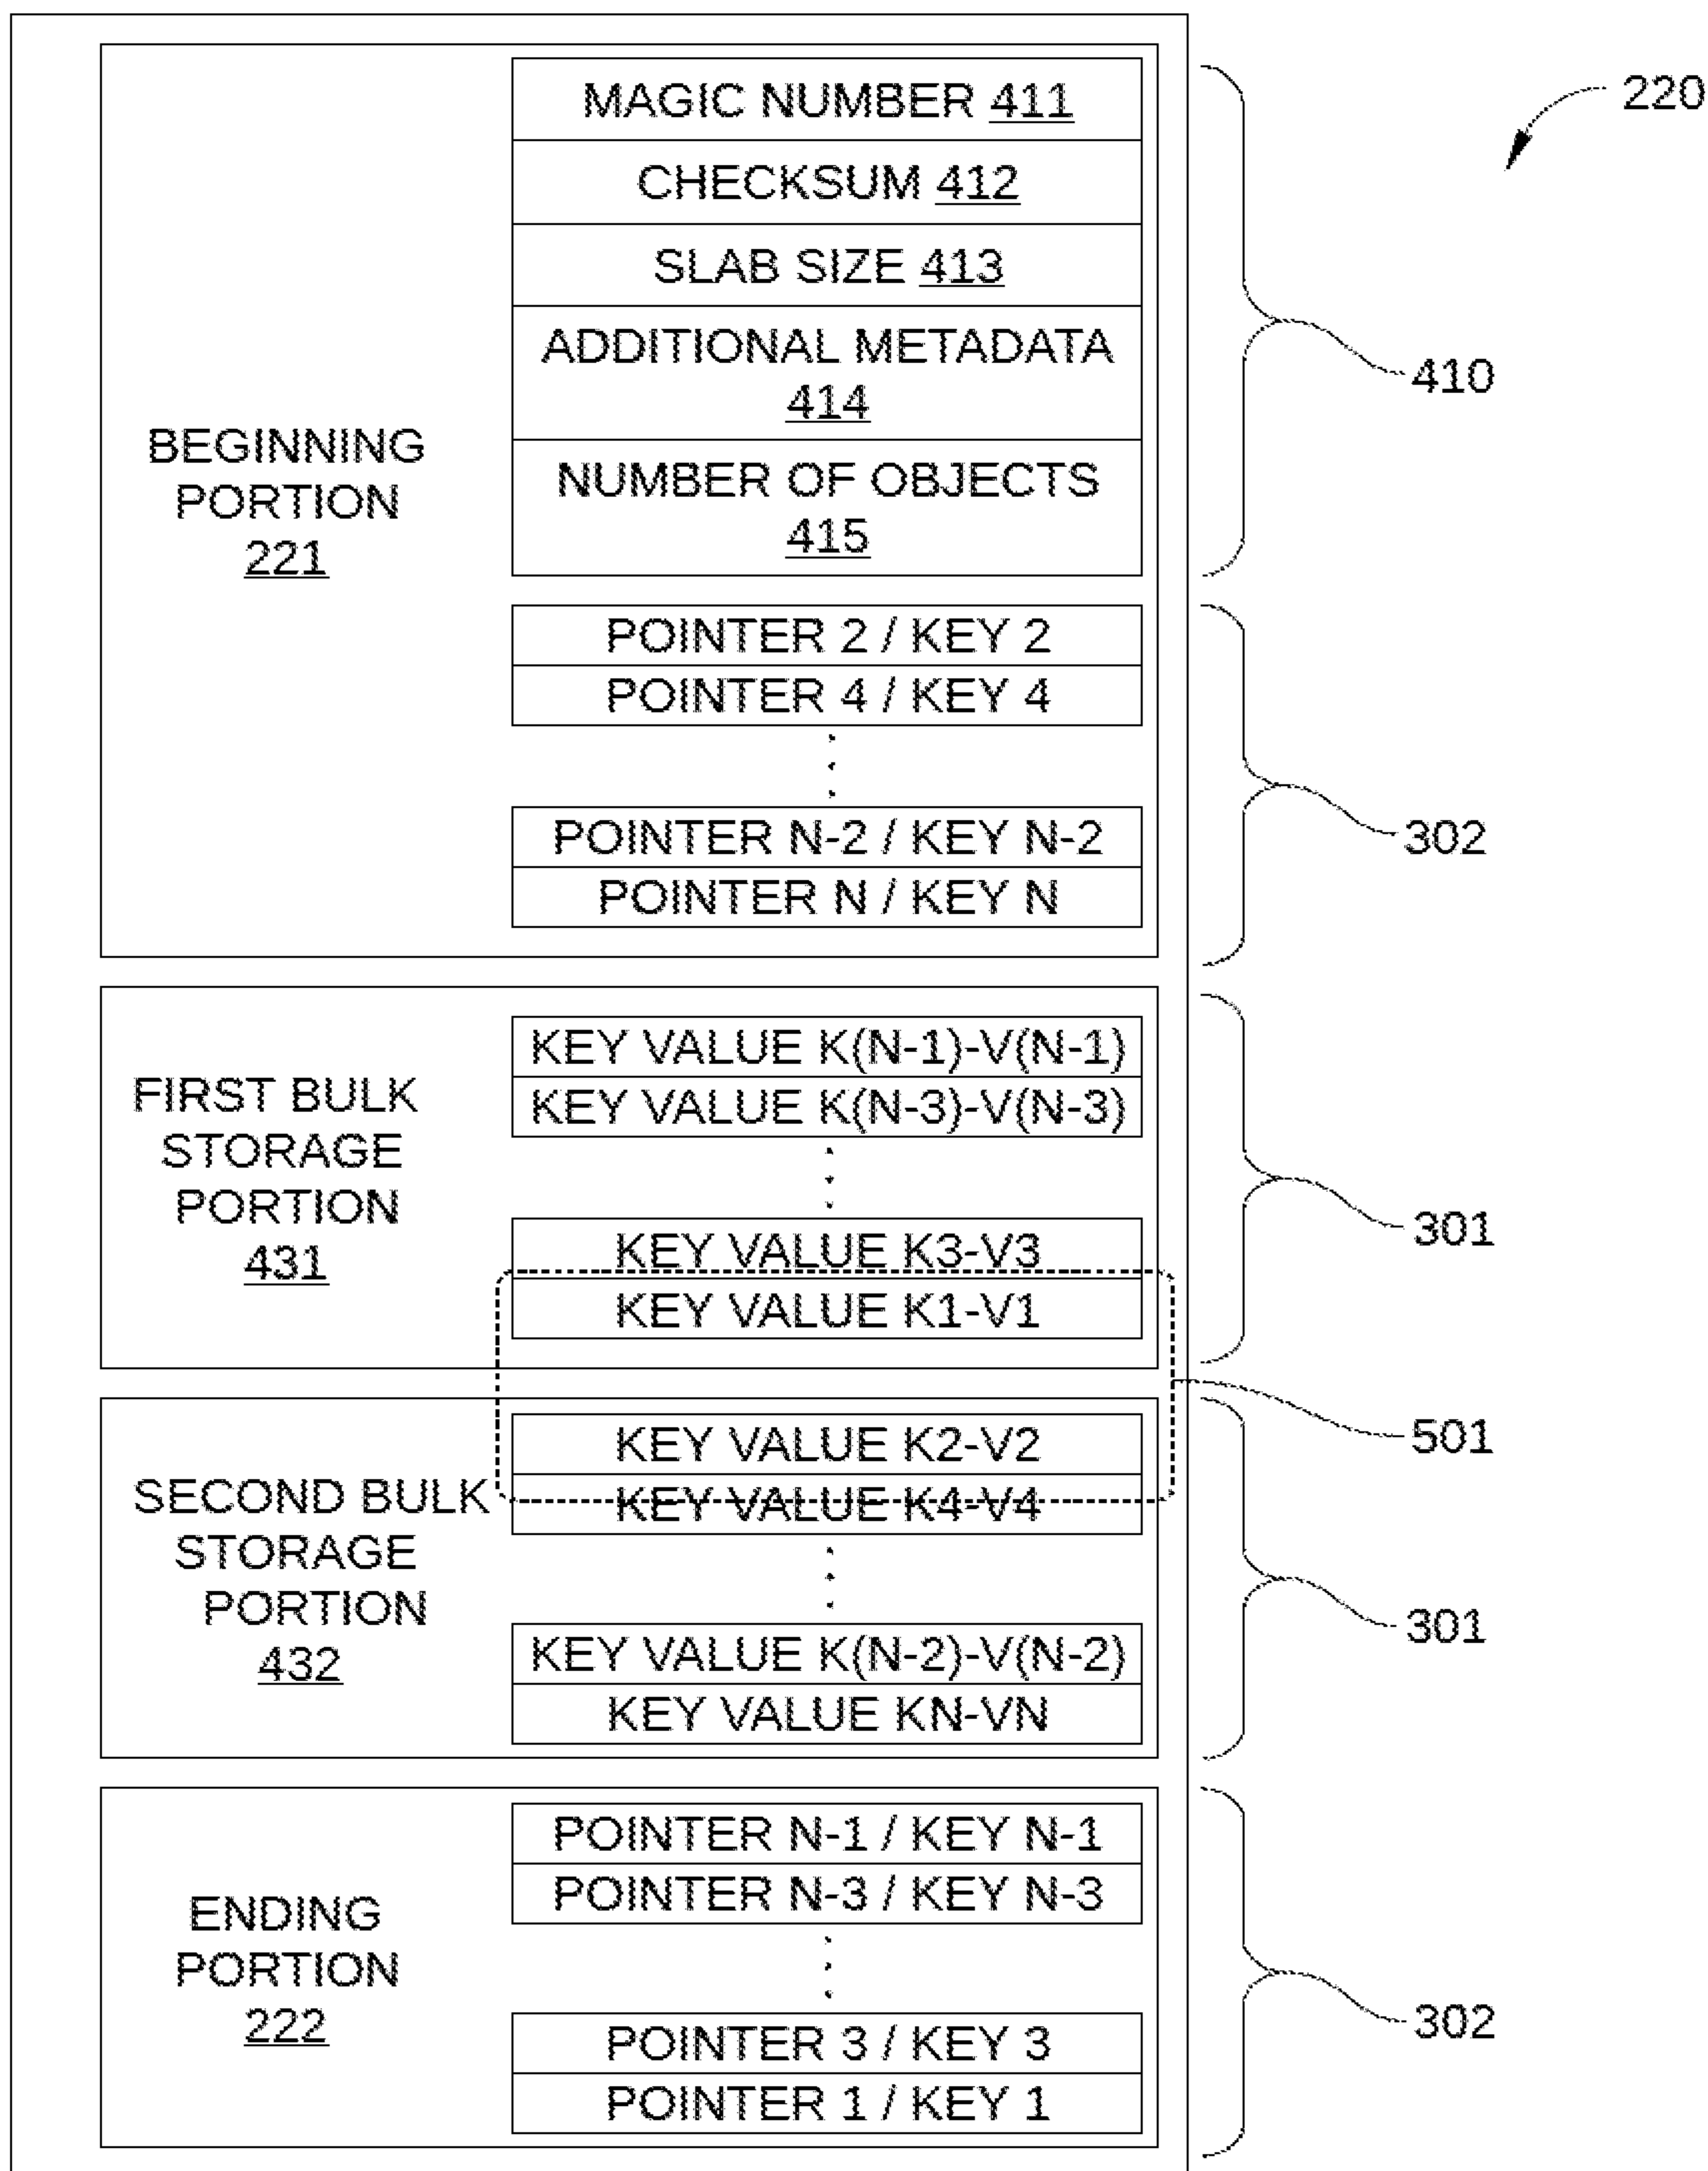 220
MAGIC NUMBER 411
CHECKSUM 412
SLAB SIZE 413
ADDITIONAL METADATA
414
410
NUMBER OF OBJECTS
415
BEGINNING
PORTION
221
POINTER 2 / KEY 2
POINTER 4 / KEY 4
POINTER N-2 / KEY N-2
POINTER N / KEY N
302
FIRST BULK
STORAGE
PORTION
431
KEY VALUE K(N-1)-V(N-1)
KEY VALUE K(N-3)-V(N-3)
KEY VALUE K3-V3
KEY VALUE K1-V1
301
501
SECOND BULK
STORAGE
PORTION
432
KEY VALUE K2-V2
KEY VALUE K4-V4
KEY VALUE K(N-2)-V(N-2)
KEY VALUE KN-VN
301
ENDING
PORTION
222
POINTER N-1 / KEY N-1
POINTER N-3 / KEY N-3
POINTER 3 / KEY 3
POINTER 1 / KEY 1
302